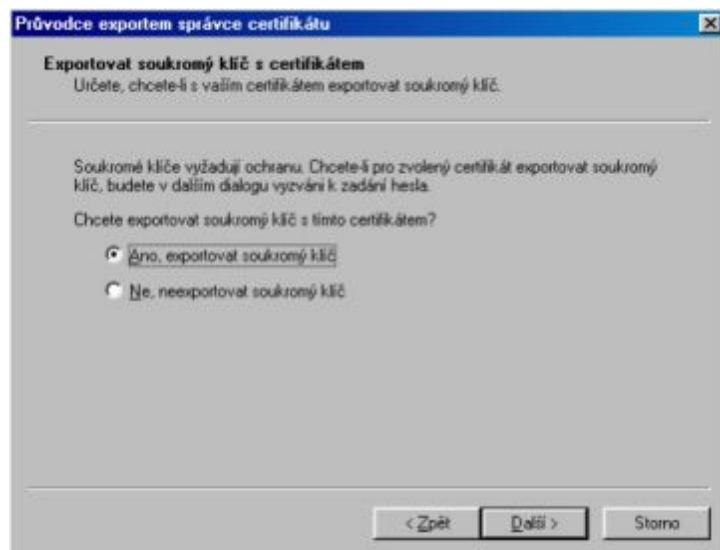 Průvodce exportem správce certifikátu
Exportovat soukromý klíč s certifikátem
Určete, chcete-li s vaším certifikátem exportovat soukromý klíč.
Soukromé klíče vyžadují ochranu. Chcete-li pro zvolený certifikát exportovat soukromý
klíč, budete v dalším dialogu vyzváni k zadání hesla.
Chcete exportovat soukromý klíč s tímto certifikátem?
Ano, exportovat soukromý klíč
Ne, neexportovat soukromý klíč
< Zpět Další > Storno